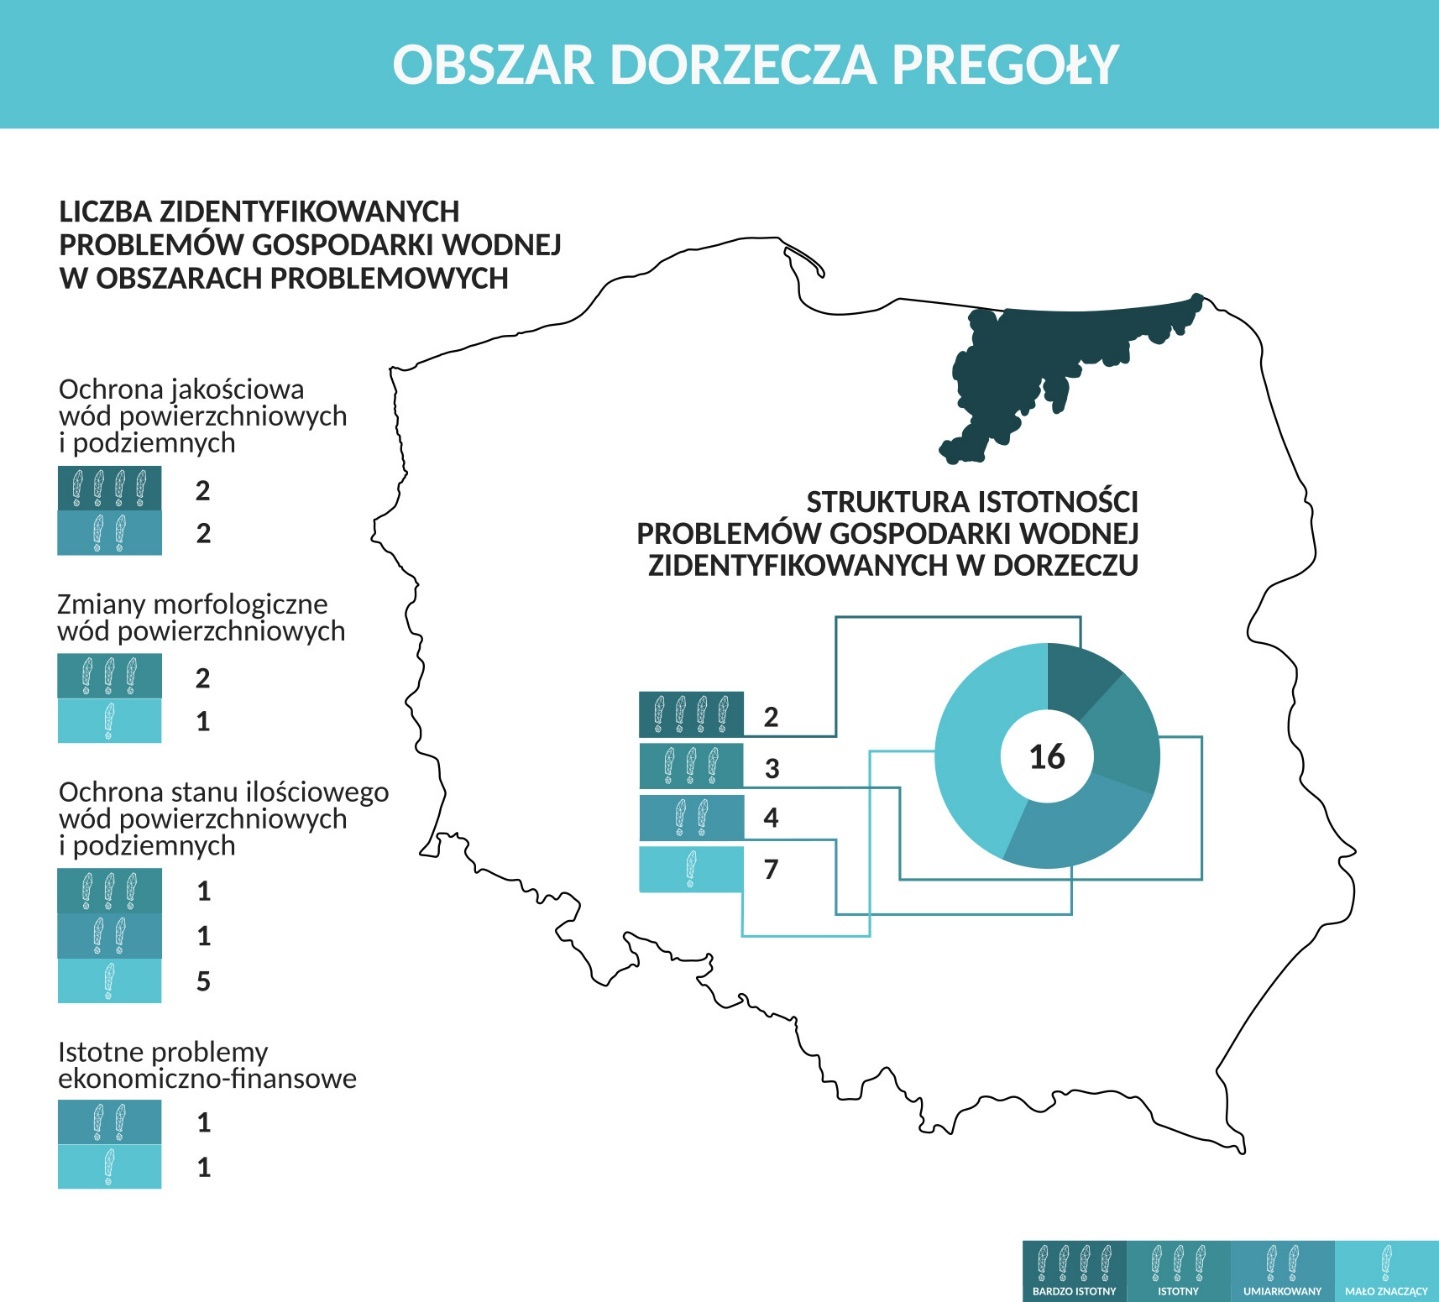 OBSZAR DORZECZA PREGOŁY
LICZBA ZIDENTYFIKOWANYCH
PROBLEMÓW GOSPODARKI WODNEJ
W OBSZARACH PROBLEMOWYCH
Ochrona jakościowa
wód powierzchniowych
i podziemnych
2
2
Zmiany morfologiczne
wód powierzchniowych
2
1
Ochrona stanu ilościowego
wód powierzchniowych
i podziemnych
1
1
5
Istotne problemy
ekonomiczno-finansowe
1
1
STRUKTURA ISTOTNOŚCI
PROBLEMÓW GOSPODARKI WODNEJ
ZIDENTYFIKOWANYCH W DORZECZU
2
3
4
7
16
BARDZO ISTOTNY
ISTOTNY
UMIARKOWANY
MAŁO ZNACZĄCY